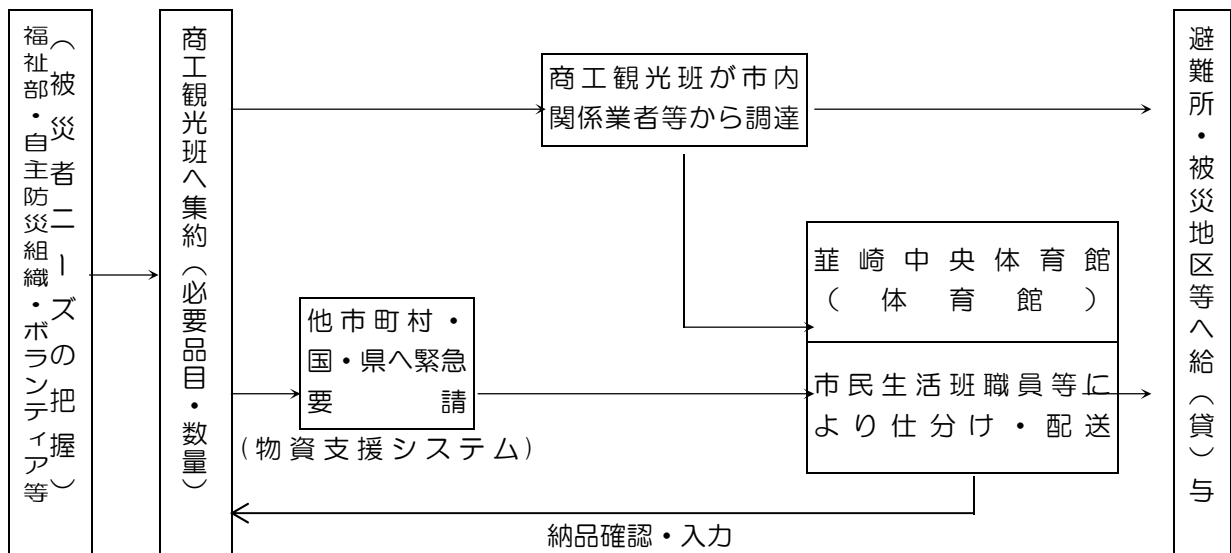 福祉部・自主防災組織・ボランティア等
（被災者ニーズの把握）
商工観光班へ集約（必要品目・数量）
商工観光班が市内
関係業者等から調達
他市町村・
国・県へ緊急
要請
(物資支援システム)
韮崎中央体育館
（体育館）
市民生活班職員等に
より仕分け・配送
納品確認・入力
避難所・被災地区等へ給（貸）与